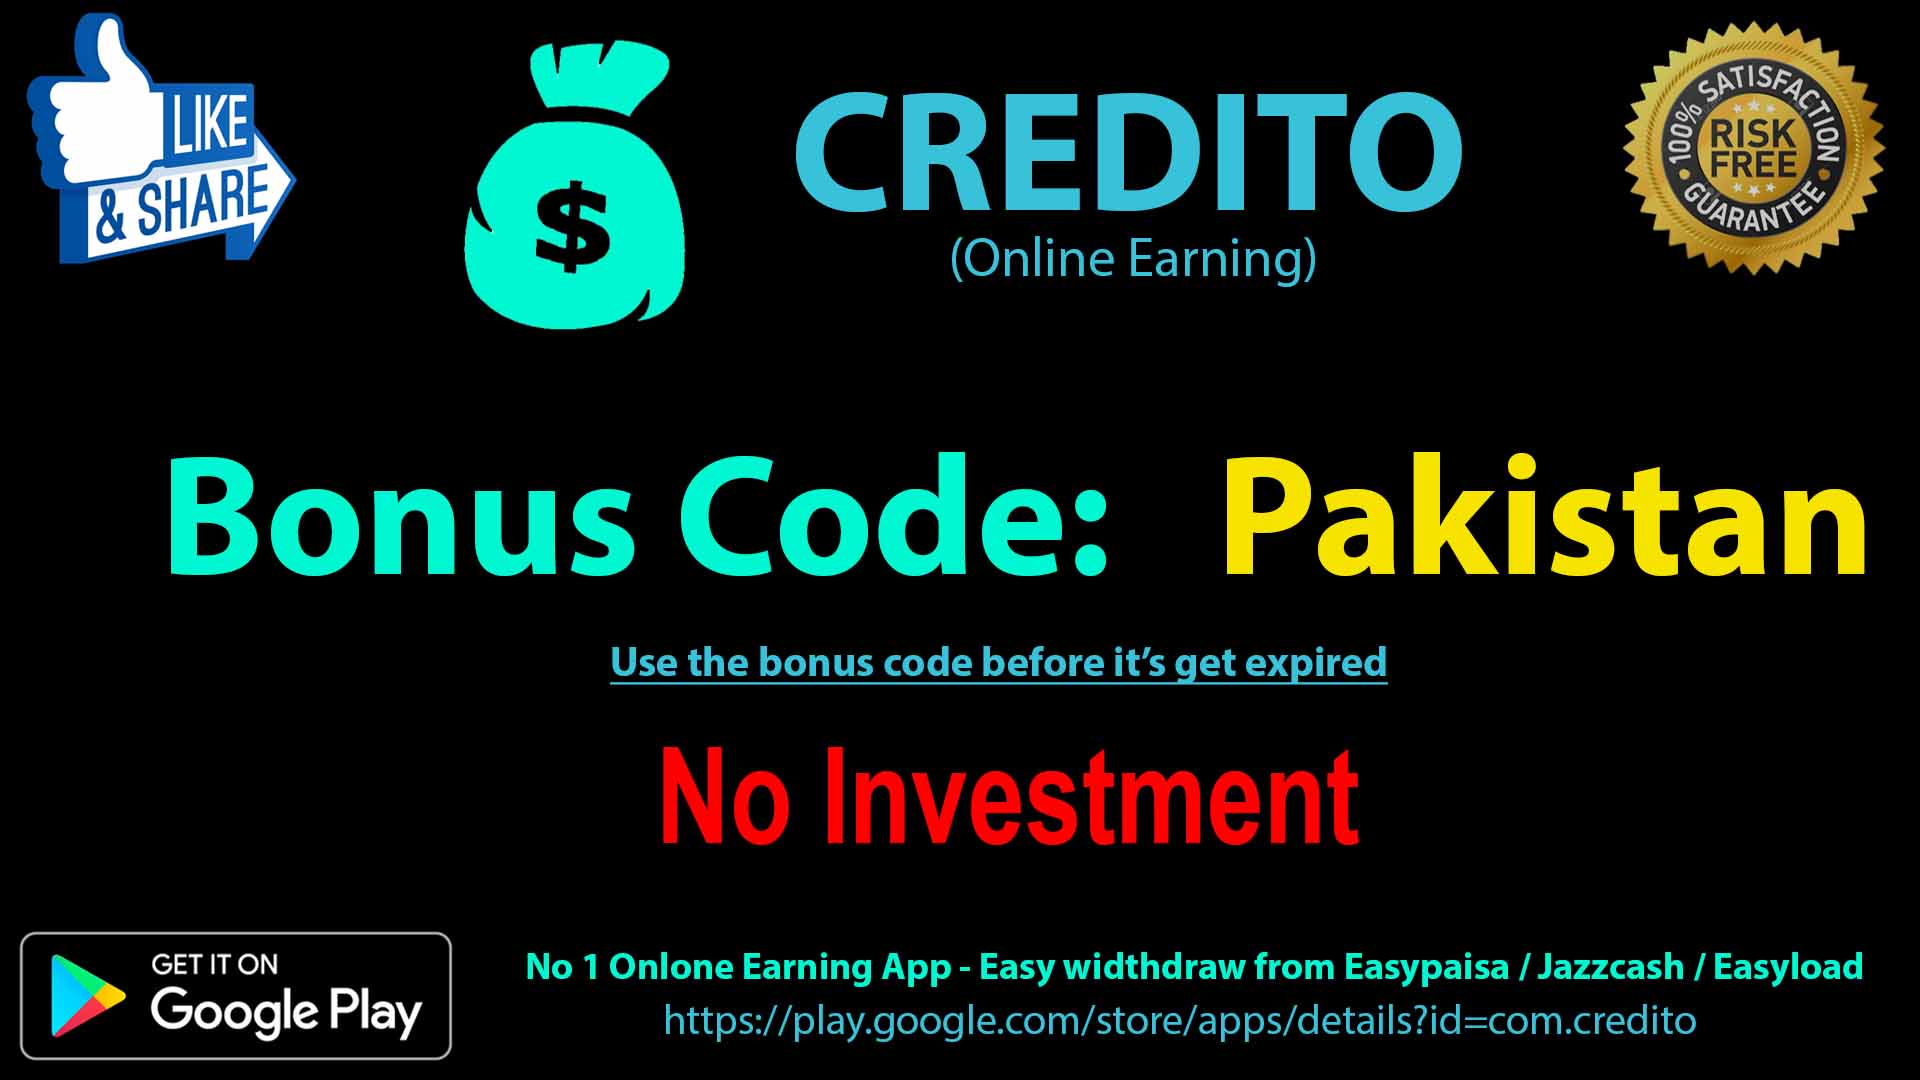 LIKE
& SHARE
CREDITO
(Online Earning)
100% SATISFACTION
RISK
FREE
GUARANTEE
$
Bonus Code: Pakistan
Use the bonus code before it’s get expired
No Investment
GET IT ON
Google Play
No 1 Onlone Earning App - Easy widthdraw from Easypaisa / Jazzcash / Easyload
https://play.google.com/store/apps/details?id=com.credito